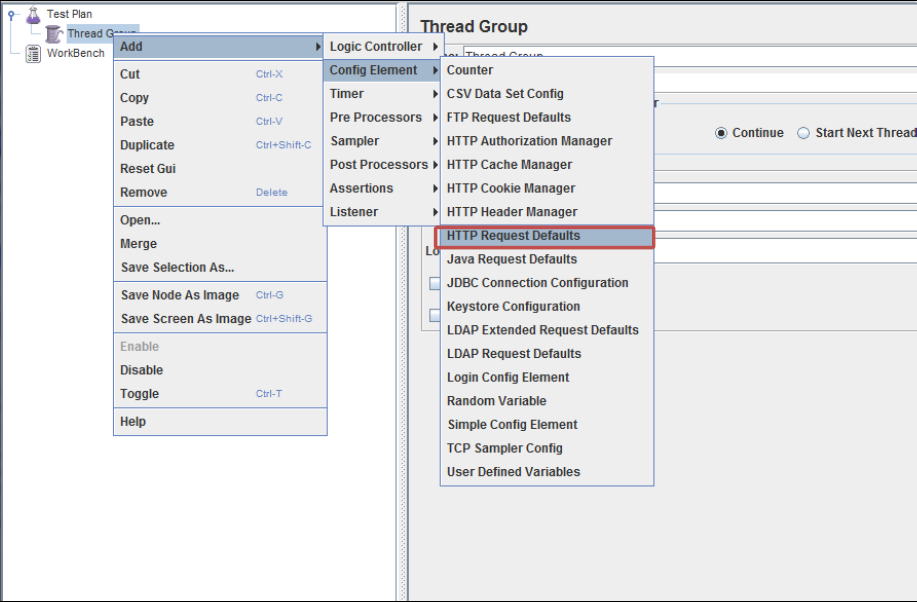 Test Plan
Thread Group
WorkBench
Add
Cut Ctrl-X
Copy Ctrl-C
Paste Ctrl-V
Duplicate Ctrl+Shift-C
Reset Gui
Remove Delete
Open...
Merge
Save Selection As...
Save Node As Image Ctrl-G
Save Screen As Image Ctrl+Shift-G
Enable
Disable
Toggle Ctrl-T
Help
Logic Controller
Config Element
Timer
Pre Processors
Sampler
Post Processors
Assertions
Listener
Counter
CSV Data Set Config
FTP Request Defaults
HTTP Authorization Manager
HTTP Cache Manager
HTTP Cookie Manager
HTTP Header Manager
HTTP Request Defaults
Java Request Defaults
JDBC Connection Configuration
Keystore Configuration
LDAP Extended Request Defaults
LDAP Request Defaults
Login Config Element
Random Variable
Simple Config Element
TCP Sampler Config
User Defined Variables
Thread Group
Thread Group
Continue Start Next Thread